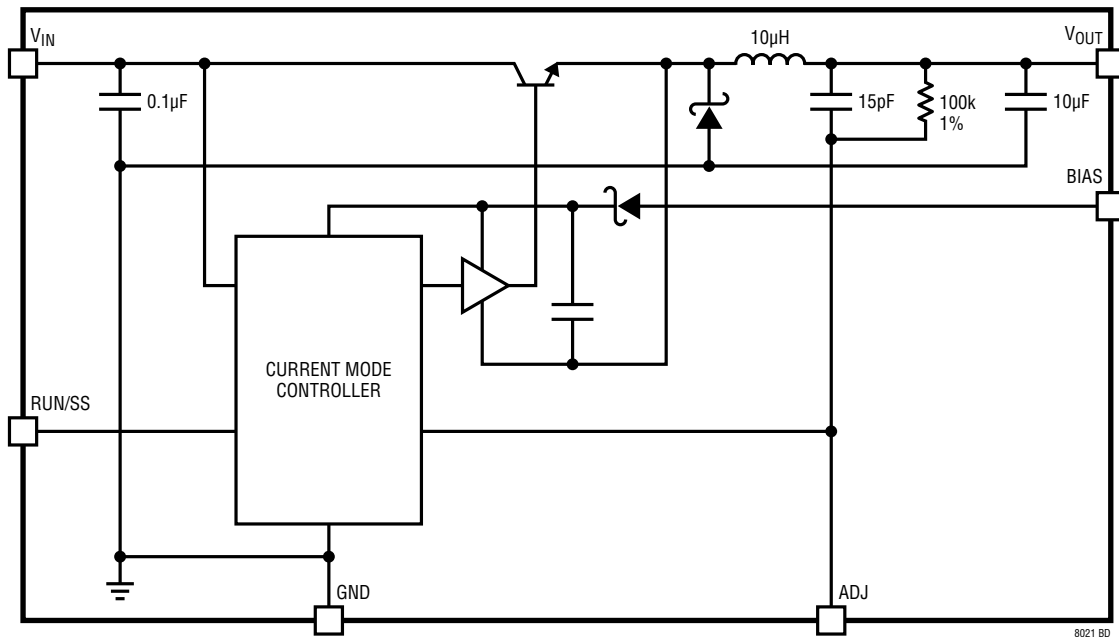 VIN
VOUT
10µH
0.1µF
15pF
100k
1%
10µF
BIAS
CURRENT MODE
CONTROLLER
RUN/SS
GND
ADJ
8021 BD